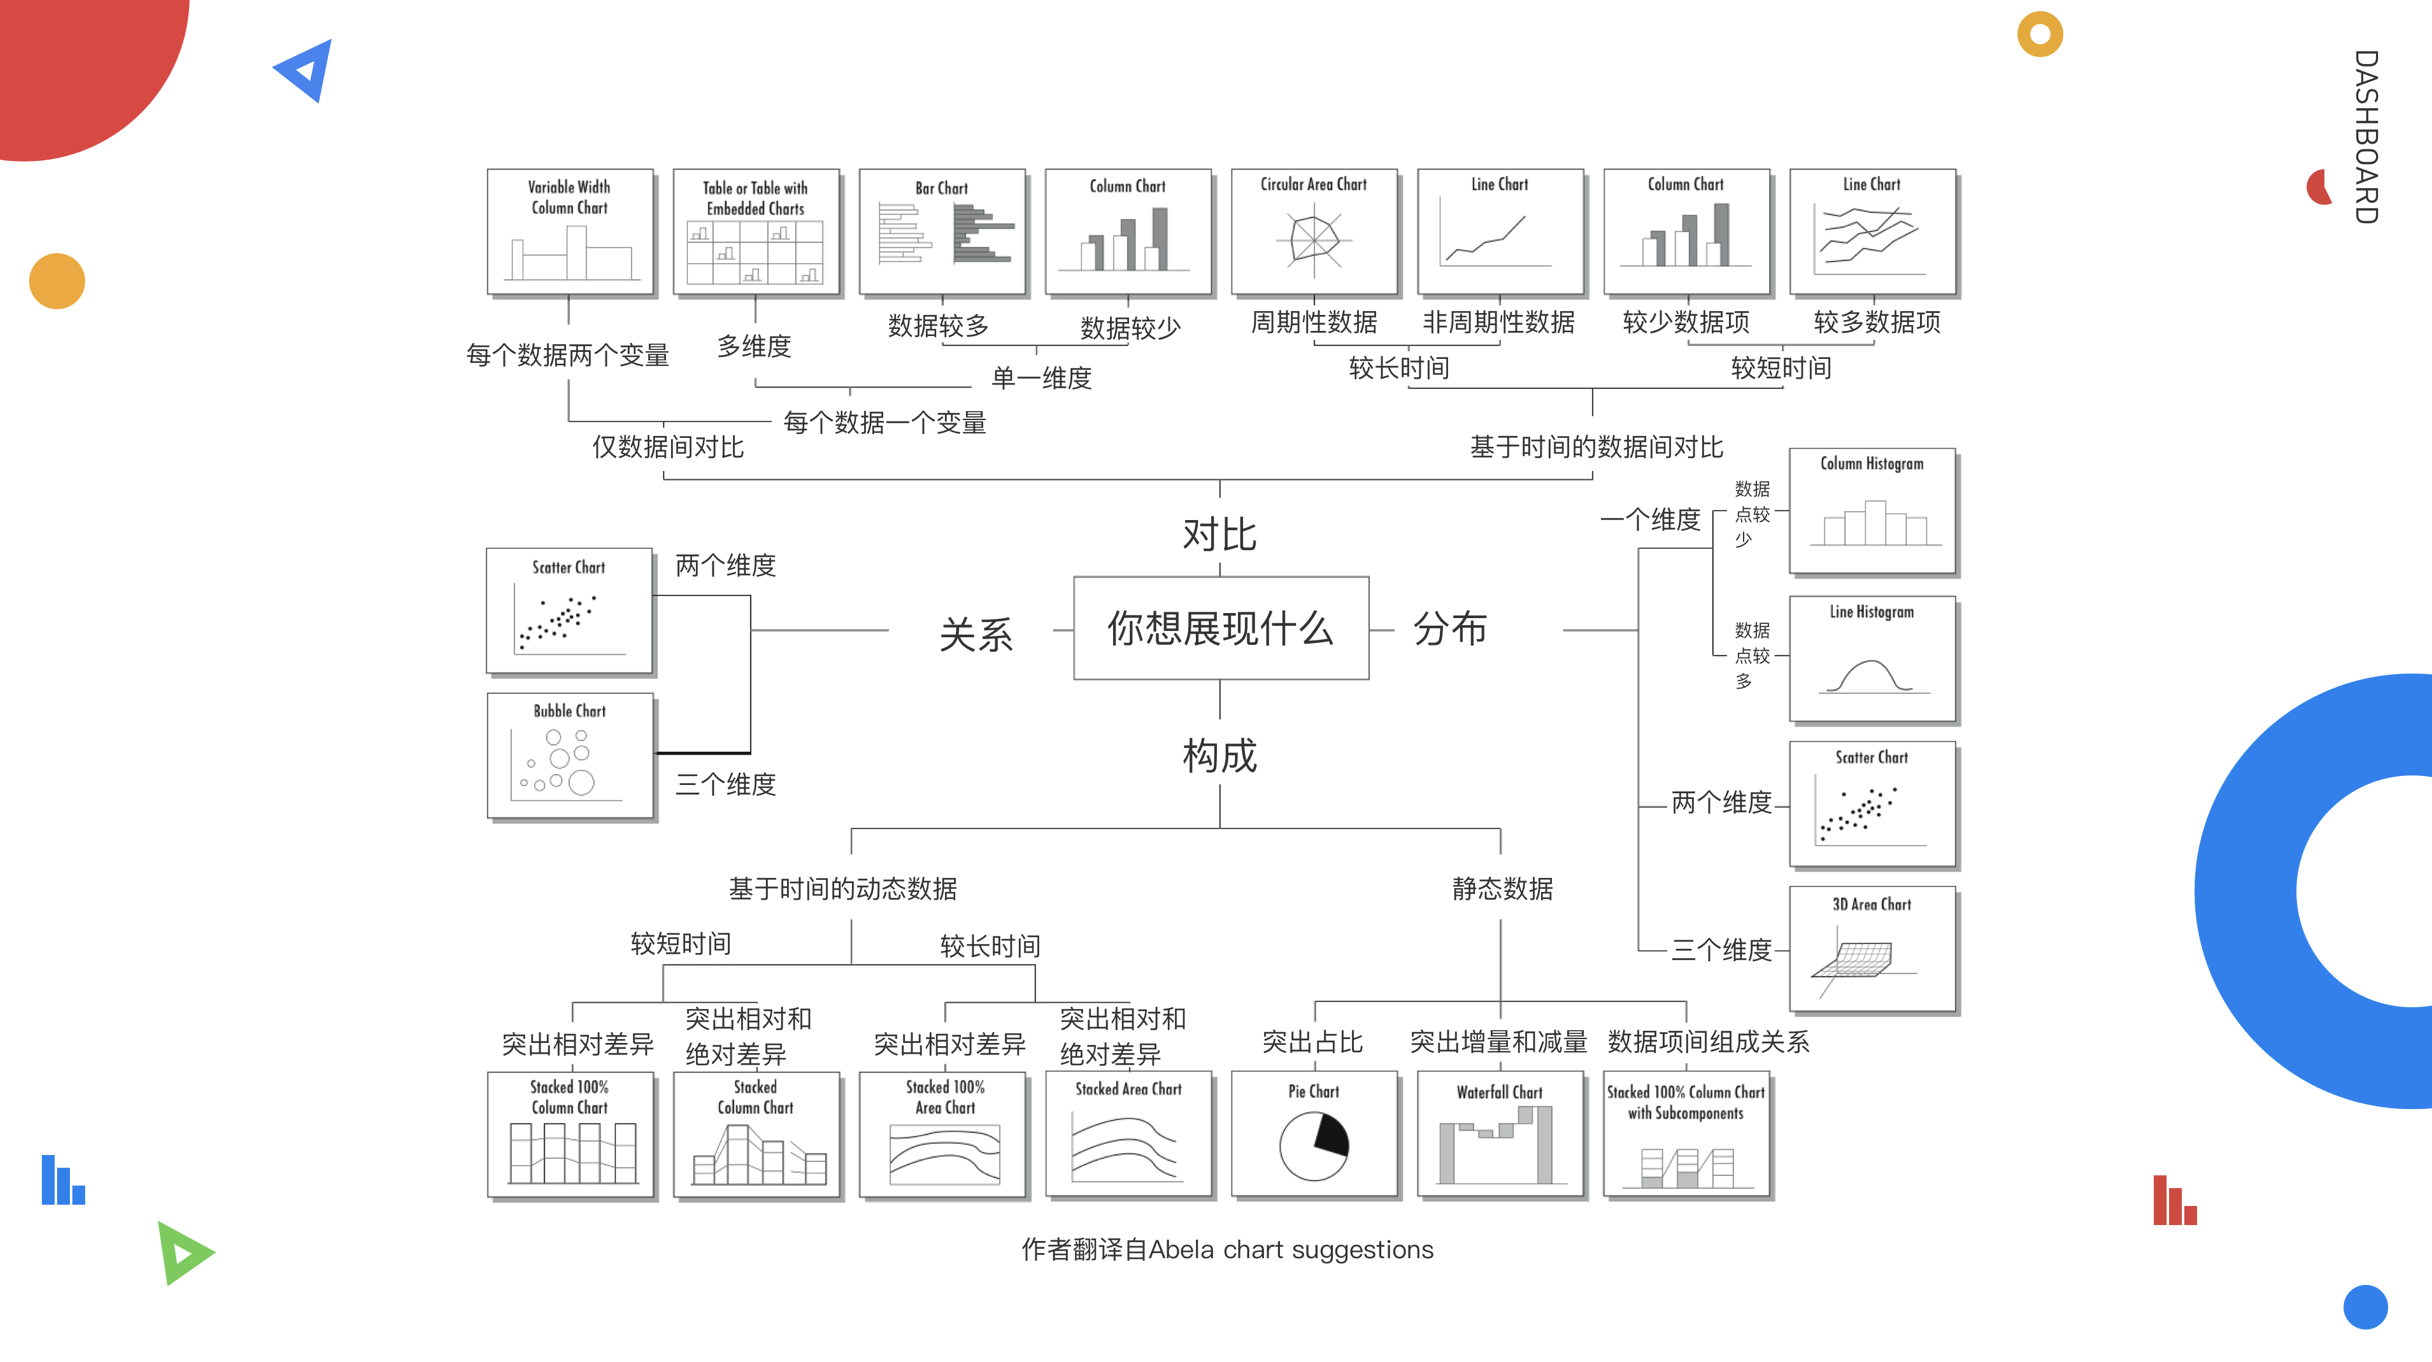 DASHBOARD
Variable Width
Column Chart
Table or Table with
Embedded Charts
Bar Chart
Column Chart
Circular Area Chart
Line Chart
Column Chart
Line Chart
每个数据两个变量
多维度
数据较多
数据较少
周期性数据
非周期性数据
较少数据项
较多数据项
单一维度
较长时间
较短时间
每个数据一个变量
仅数据间对比
基于时间的数据间对比
对比
你想展现什么
关系
两个维度
Scatter Chart
Bubble Chart
三个维度
分布
一个维度
数据
点较
少
Column Histogram
数据
点较
多
Line Histogram
两个维度
Scatter Chart
三个维度
3D Area Chart
构成
基于时间的动态数据
静态数据
较短时间
较长时间
突出相对差异
突出相对和
绝对差异
突出相对差异
突出相对和
绝对差异
突出占比
突出增量和减量
数据项间组成关系
Stacked 100%
Column Chart
Stacked
Column Chart
Stacked 100%
Area Chart
Stacked Area Chart
Pie Chart
Waterfall Chart
Stacked 100% Column Chart
with Subcomponents
作者翻译自Abela chart suggestions